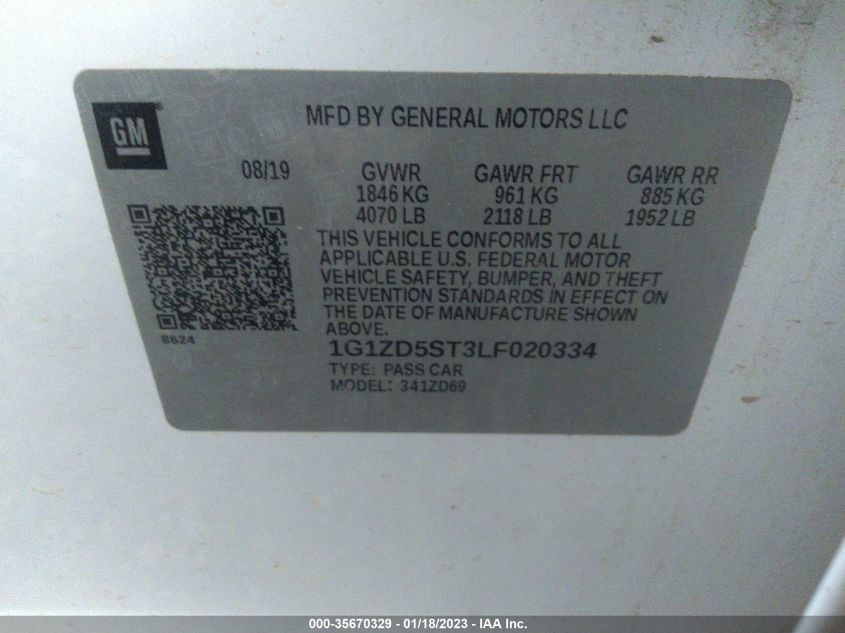 GM
MFD BY GENERAL MOTORS LLC
08/19 GVWR GAWR FRT GAWR RR
1846 KG 961 KG 885 KG
4070 LB 2118 LB 1952 LB
THIS VEHICLE CONFORMS TO ALL
APPLICABLE U.S. FEDERAL MOTOR
VEHICLE SAFETY, BUMPER, AND THEFT
PREVENTION STANDARDS IN EFFECT ON
THE DATE OF MANUFACTURE SHOWN
ABOVE.
8624
1G1ZD5ST3LF020334
TYPE: PASS CAR
MODEL: 341ZD69
000-35670329 - 01/18/2023 - IAA Inc.